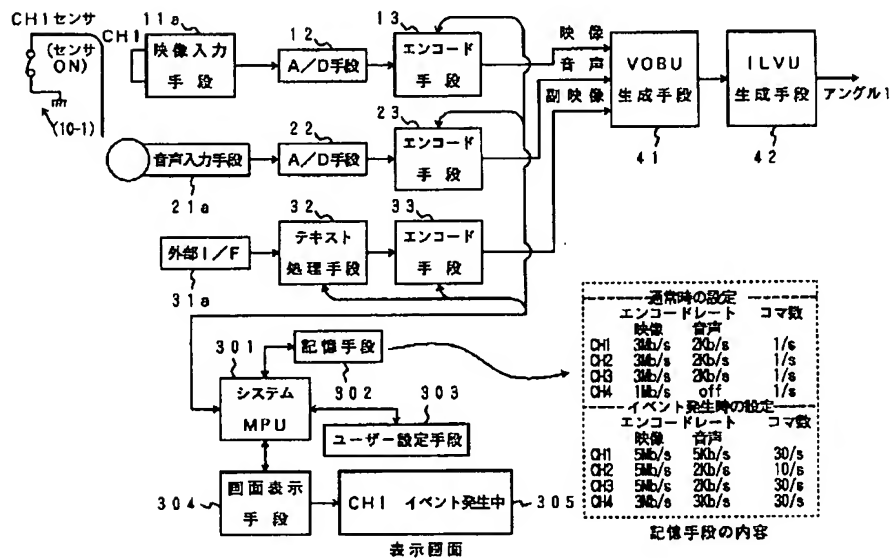 CH1センサ
(センサ
ON)
(10-1)
11a
CH1
映像入力
手段
12
A/D手段
13
エンコード
手段
映像
音声
副映像
VOBU
生成手段
41
ILVU
生成手段
42
アングル1
音声入力手段
21a
22
A/D手段
23
エンコード
手段
外部I/F
31a
32
テキスト
処理手段
33
エンコード
手段
301
システム
MPU
記憶手段
302
303
ユーザー設定手段
304
画面表示
手段
CH1 イベント発生中
305
表示画面
通常時の設定
エンコードレート コマ数
映像 音声
CH1 3Mb/s 2Kb/s 1/s
CH2 3Mb/s 2Kb/s 1/s
CH3 3Mb/s 2Kb/s 1/s
CH4 1Mb/s off 1/s
イベント発生時の設定
エンコードレート コマ数
映像 音声
CH1 5Mb/s 5Kb/s 30/s
CH2 5Mb/s 2Kb/s 10/s
CH3 5Mb/s 2Kb/s 30/s
CH4 3Mb/s 3Kb/s 30/s
記憶手段の内容